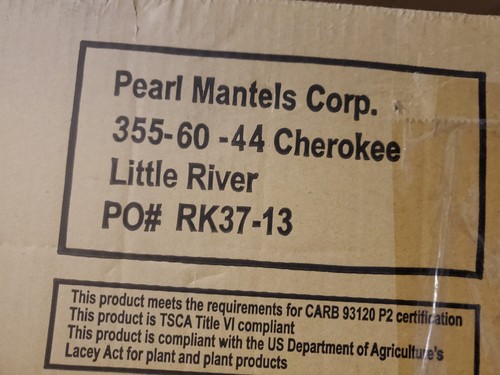 Pearl Mantels Corp.
355-60 -44 Cherokee
Little River
PO# RK37-13
This product meets the requirements for CARB 93120 P2 certification
This product is TSCA Title VI compliant
This product is compliant with the US Department of Agriculture's
Lacey Act for plant and plant products